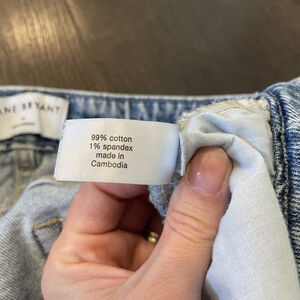 ANE BRYANT
99% cotton
1% spandex
made in
Cambodia